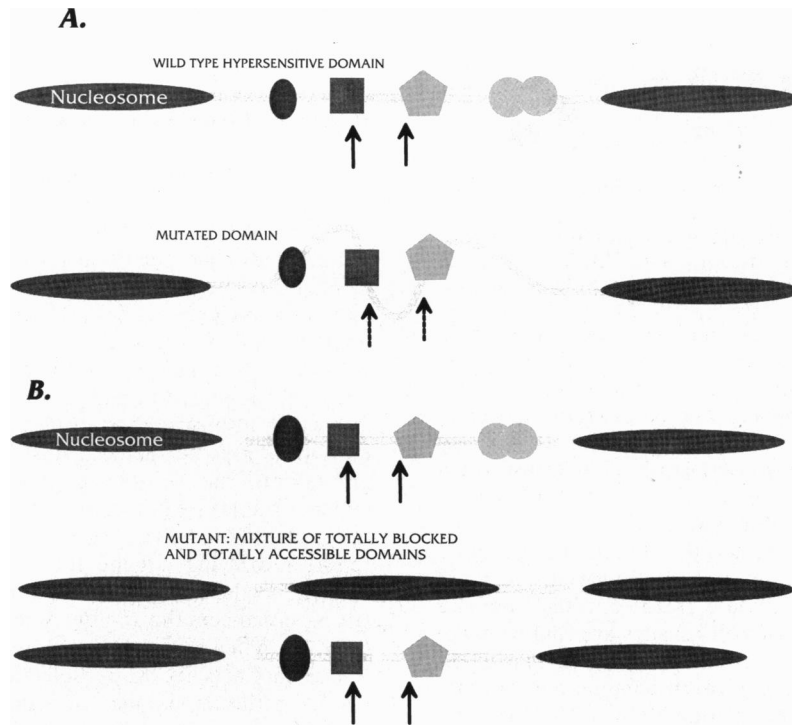 A.
WILD TYPE HYPERSENSITIVE DOMAIN
Nucleosome
MUTATED DOMAIN
B.
Nucleosome
MUTANT: MIXTURE OF TOTALLY BLOCKED
AND TOTALLY ACCESSIBLE DOMAINS